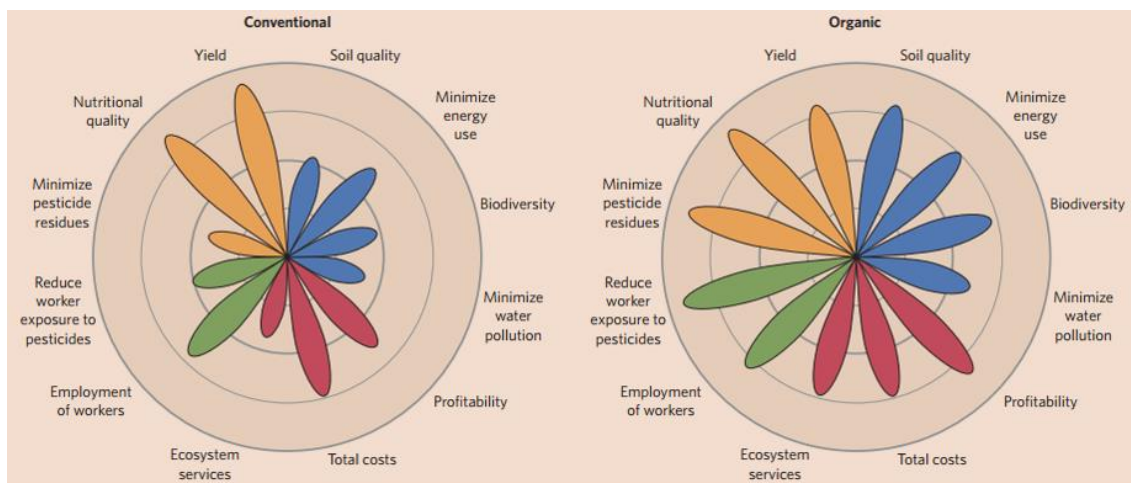 Conventional
Yield
Soil quality
Nutritional
quality
Minimize
energy
use
Minimize
pesticide
residues
Biodiversity
Reduce
worker
exposure to
pesticides
Minimize
water
pollution
Employment
of workers
Profitability
Ecosystem
services
Total costs
Organic
Yield
Soil quality
Nutritional
quality
Minimize
energy
use
Minimize
pesticide
residues
Biodiversity
Reduce
worker
exposure to
pesticides
Minimize
water
pollution
Employment
of workers
Profitability
Ecosystem
services
Total costs